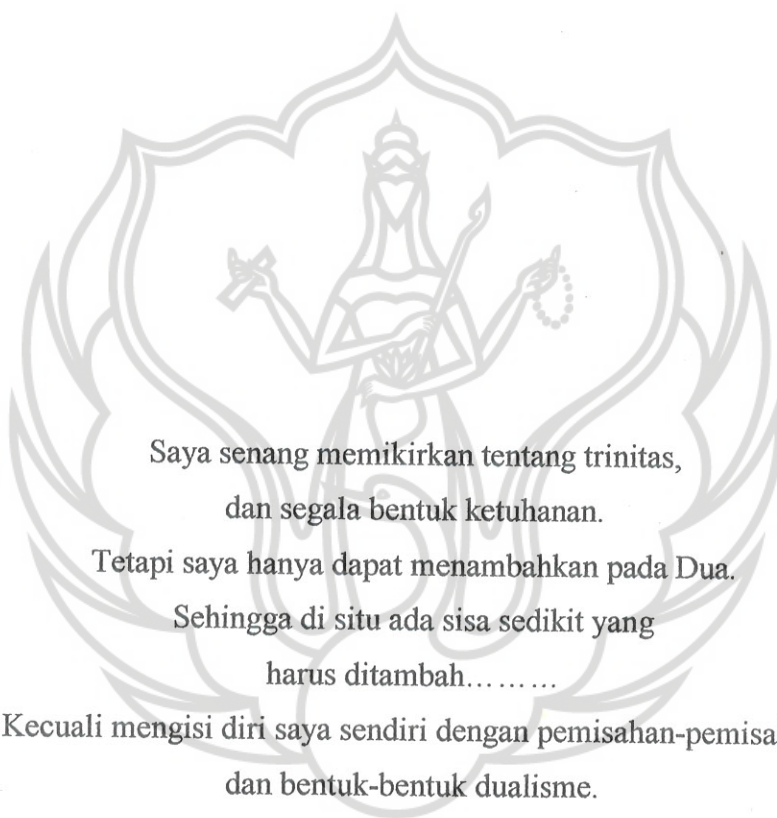 Saya senang memikirkan tentang trinitas,
dan segala bentuk ketuhanan.
Tetapi saya hanya dapat menambahkan pada Dua.
Sehingga di situ ada sisa sedikit yang
harus ditambah.........
Kecuali mengisi diri saya sendiri dengan pemisahan-pemisa
dan bentuk-bentuk dualisme.